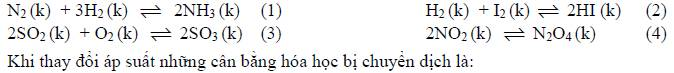 N₂ (k) + 3H₂ (k) ⇌ 2NH₃ (k) (1) H₂ (k) + I₂ (k) ⇌ 2HI (k) (2)
2SO₂ (k) + O₂ (k) ⇌ 2SO₃ (k) (3) 2NO₂ (k) ⇌ N₂O₄ (k) (4)
Khi thay đổi áp suất những cân bằng hóa học bị chuyển dịch là: